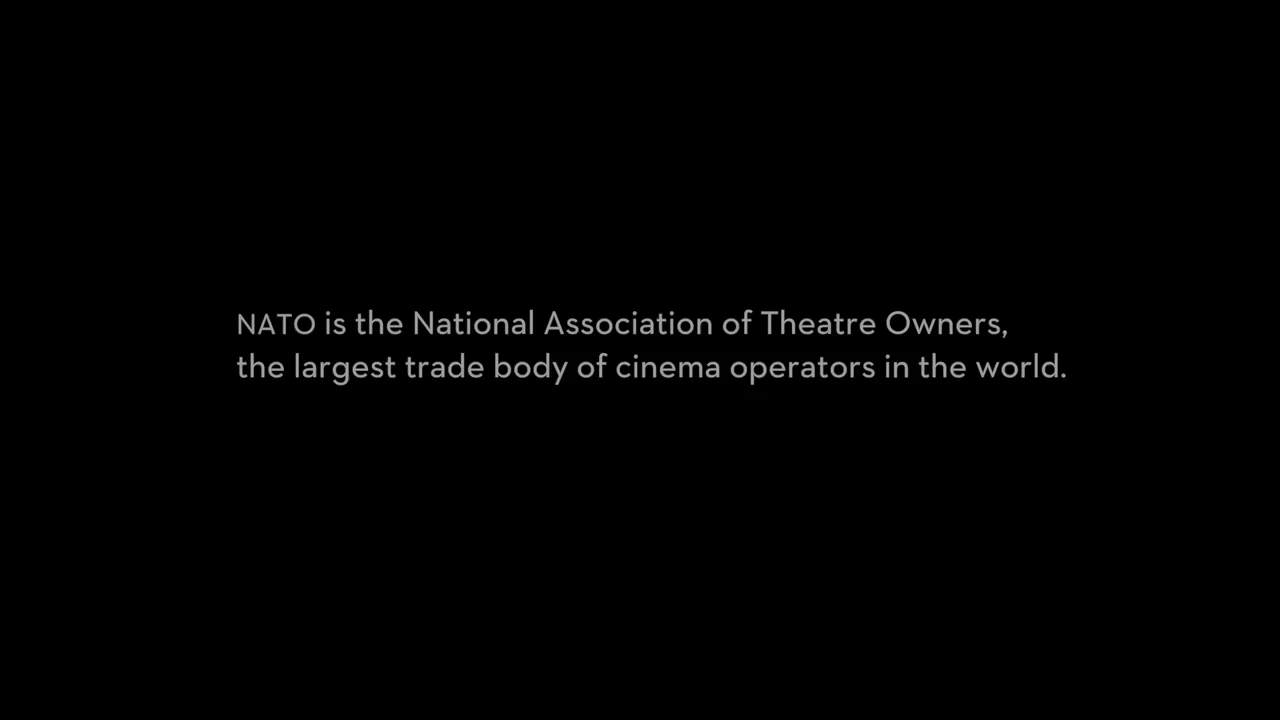 NATO is the National Association of Theatre Owners,
the largest trade body of cinema operators in the world.